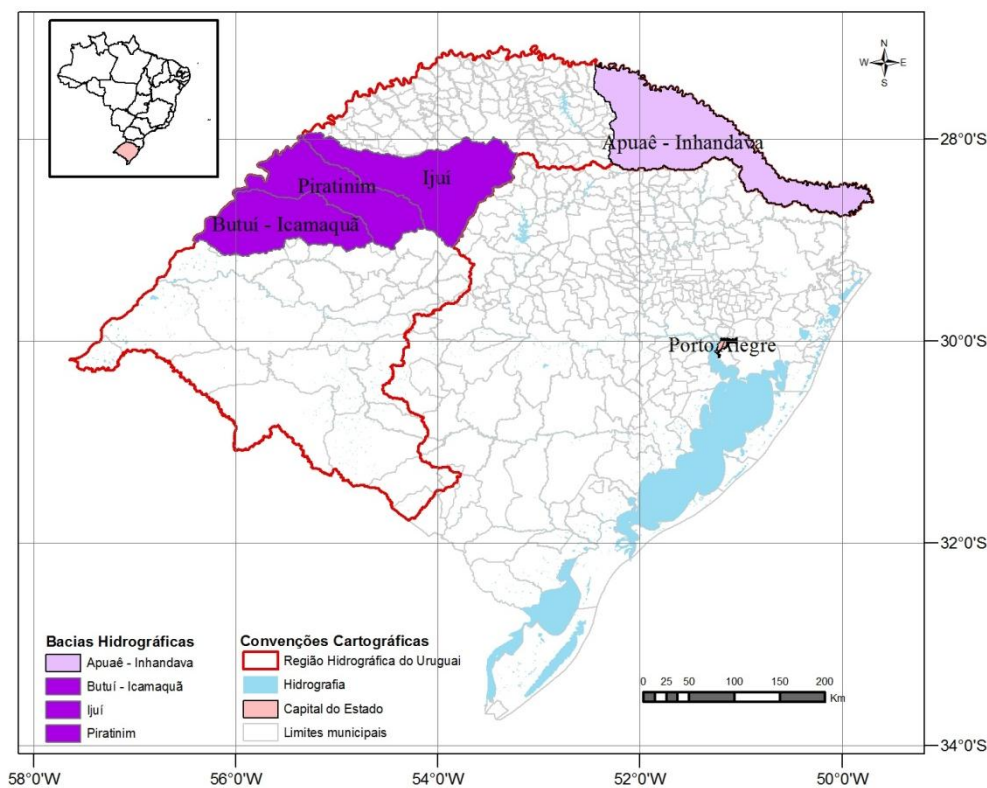 N
W E
S
28°0'S
Apuaê - Inhandava
Ijuí
Piratinim
Butuí - Icamaquã
30°0'S
Porto Alegre
32°0'S
Bacias Hidrográficas
Apuaê - Inhandava
Butuí - Icamaquã
Ijuí
Piratinim
Convenções Cartográficas
Região Hidrográfica do Uruguai
Hidrografia
Capital do Estado
Limites municipais
0 25 50 100 150 200
Km
34°0'S
58°0'W 56°0'W 54°0'W 52°0'W 50°0'W